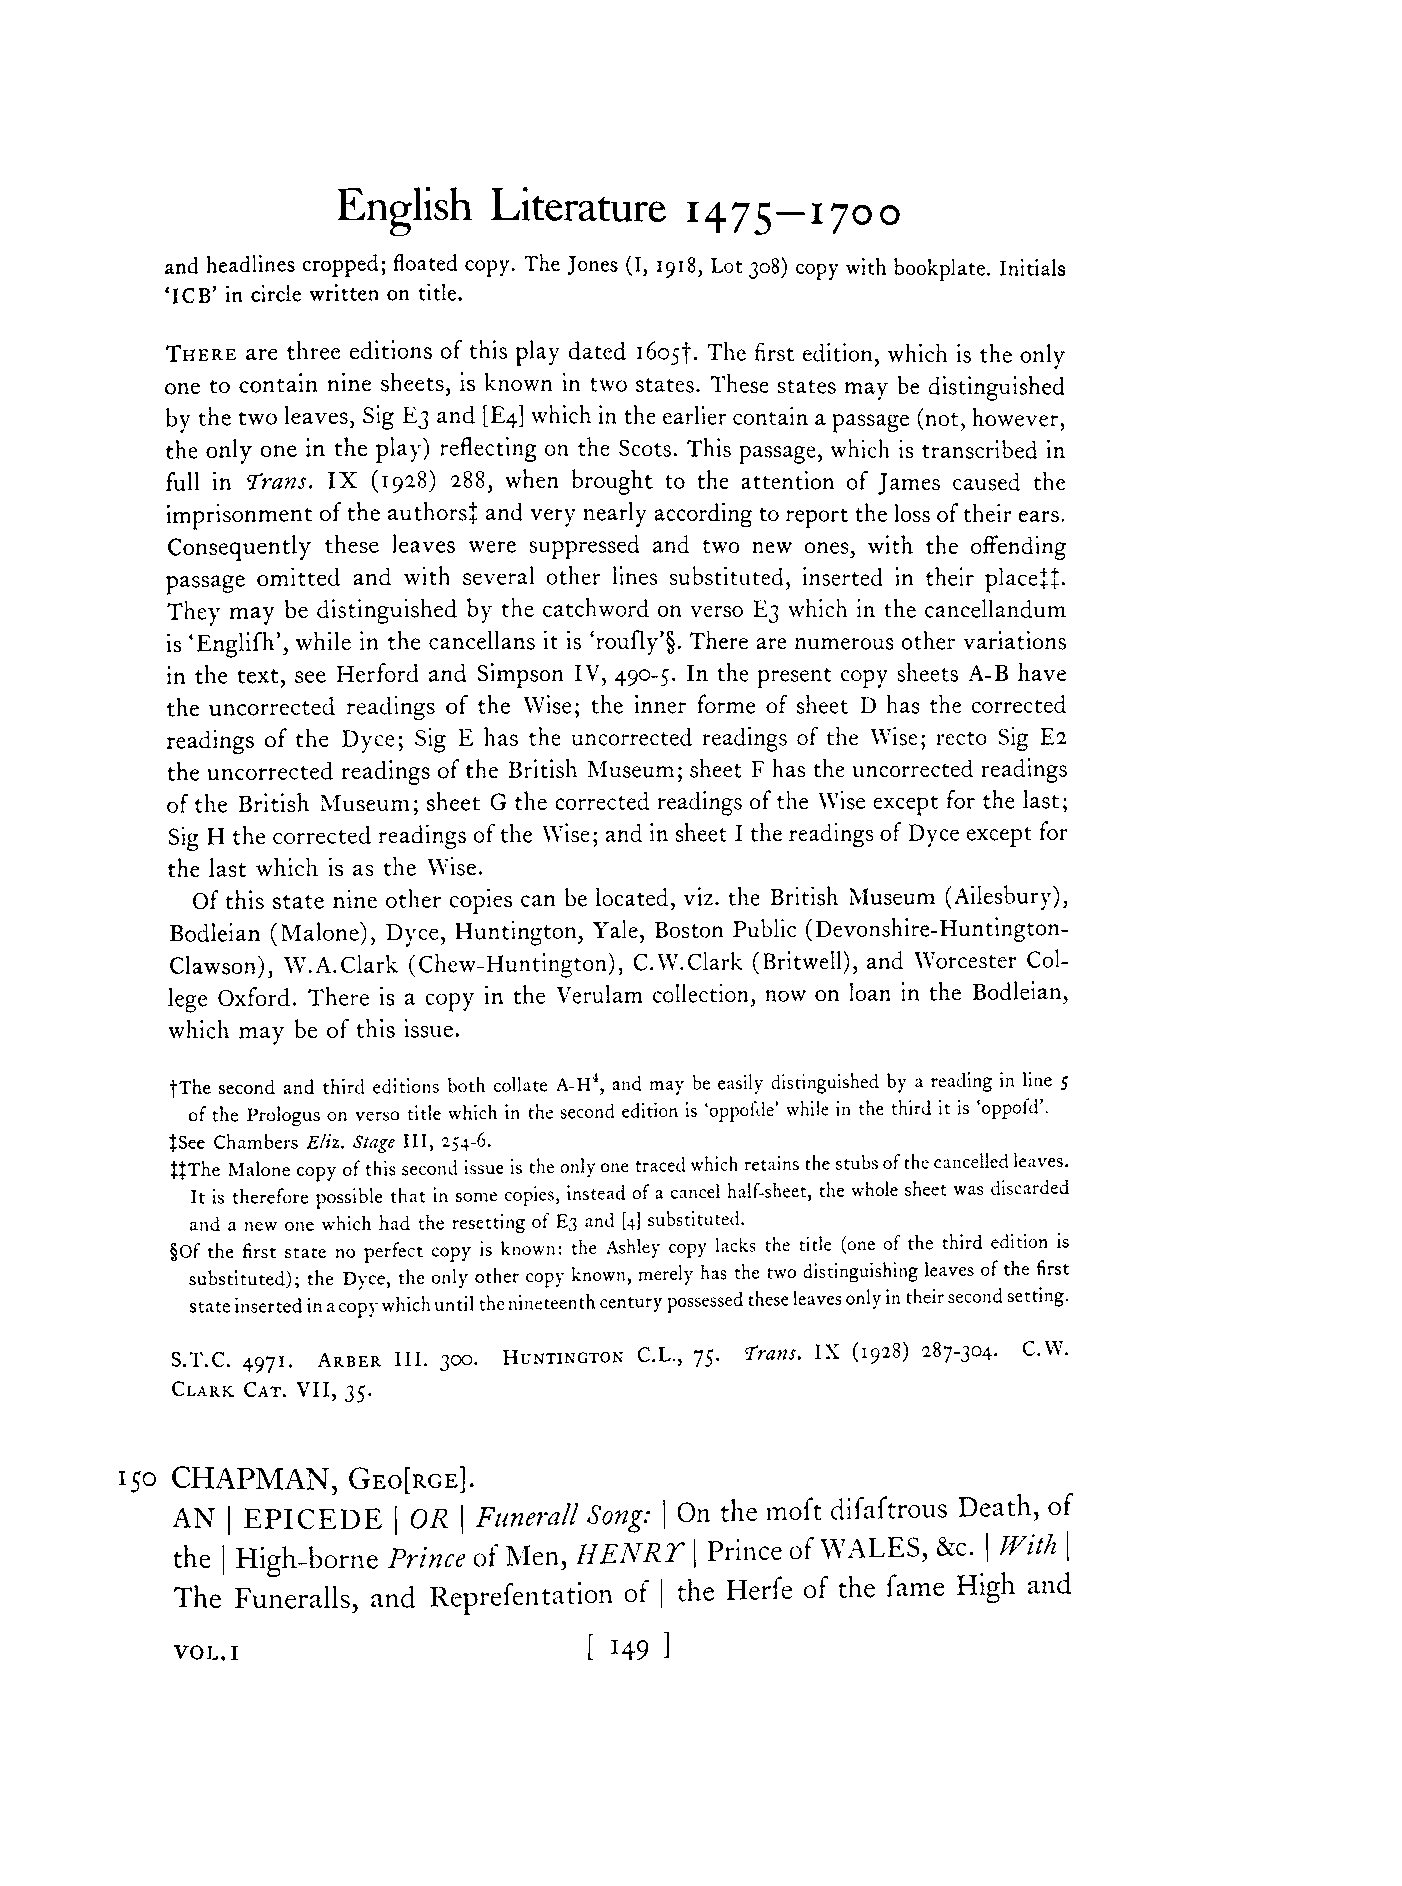 English Literature 1475—1700
and headlines cropped; floated copy. The Jones (I, 1918, Lot 308) copy with bookplate. Initials
‘ICB’ in circle written on title.
THERE are three editions of this play dated 1605†. The first edition, which is the only
one to contain nine sheets, is known in two states. These states may be distinguished
by the two leaves, Sig E3 and [E4] which in the earlier contain a passage (not, however,
the only one in the play) reflecting on the Scots. This passage, which is transcribed in
full in Trans. IX (1928) 288, when brought to the attention of James caused the
imprisonment of the authors‡ and very nearly according to report the loss of their ears.
Consequently these leaves were suppressed and two new ones, with the offending
passage omitted and with several other lines substituted, inserted in their place‡‡.
They may be distinguished by the catchword on verso E3 which in the cancellandum
is ‘Engliſh’, while in the cancellans it is ‘rouſly’§. There are numerous other variations
in the text, see Herford and Simpson IV, 490-5. In the present copy sheets A-B have
the uncorrected readings of the Wise; the inner forme of sheet D has the corrected
readings of the Dyce; Sig E has the uncorrected readings of the Wise; recto Sig E2
the uncorrected readings of the British Museum; sheet F has the uncorrected readings
of the British Museum; sheet G the corrected readings of the Wise except for the last;
Sig H the corrected readings of the Wise; and in sheet I the readings of Dyce except for
the last which is as the Wise.
Of this state nine other copies can be located, viz. the British Museum (Ailesbury),
Bodleian (Malone), Dyce, Huntington, Yale, Boston Public (Devonshire-Huntington-
Clawson), W.A.Clark (Chew-Huntington), C.W.Clark (Britwell), and Worcester Col-
lege Oxford. There is a copy in the Verulam collection, now on loan in the Bodleian,
which may be of this issue.
†The second and third editions both collate A-H⁴, and may be easily distinguished by a reading in line 5
of the Prologus on verso title which in the second edition is ‘oppoſde’ while in the third it is ‘oppoſd’.
‡See Chambers Eliz. Stage III, 254-6.
‡‡The Malone copy of this second issue is the only one traced which retains the stubs of the cancelled leaves.
It is therefore possible that in some copies, instead of a cancel half-sheet, the whole sheet was discarded
and a new one which had the resetting of E3 and [4] substituted.
§Of the first state no perfect copy is known: the Ashley copy lacks the title (one of the third edition is
substituted); the Dyce, the only other copy known, merely has the two distinguishing leaves of the first
state inserted in a copy which until the nineteenth century possessed these leaves only in their second setting.
S.T.C. 4971. ARBER III. 300. HUNTINGTON C.L., 75. Trans. IX (1928) 287-304. C.W.
CLARK CAT. VII, 35.
150 CHAPMAN, GEO[RGE].
AN | EPICEDE | OR | Funerall Song: | On the moſt diſaſtrous Death, of
the | High-borne Prince of Men, HENRY | Prince of WALES, &c. | With |
The Funeralls, and Repreſentation of | the Herſe of the ſame High and
VOL.I [ 149 ]